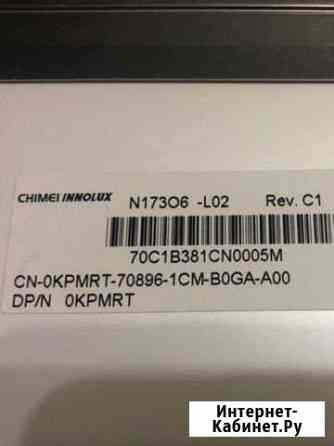 CHIMEI INNOLUX N173O6 -L02 Rev. C1
70C1B381CN0005M
CN-0KPMRT-70896-1CM-B0GA-A00
DP/N 0KPMRT
Интернет-
Кабинет.Ру